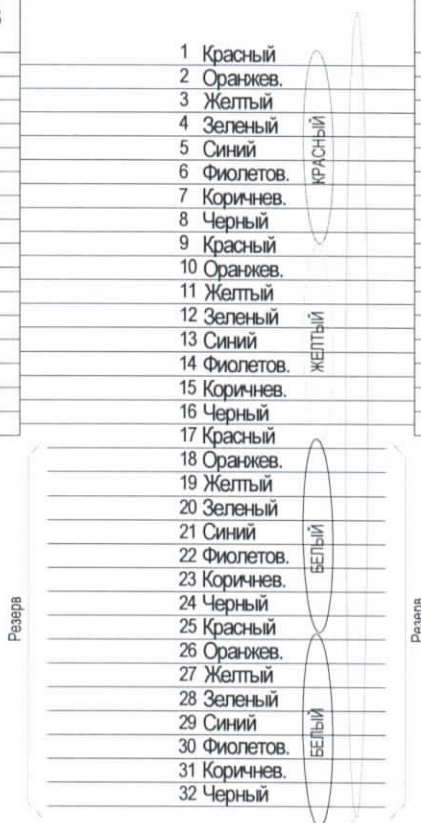 1 Красный
2 Оранжев.
3 Желтый
4 Зеленый
5 Синий
6 Фиолетов.
7 Коричнев.
8 Черный
КРАСНЫЙ
9 Красный
10 Оранжев.
11 Желтый
12 Зеленый
13 Синий
14 Фиолетов.
15 Коричнев.
16 Черный
ЖЕЛТЫЙ
17 Красный
18 Оранжев.
19 Желтый
20 Зеленый
21 Синий
22 Фиолетов.
23 Коричнев.
24 Черный
БЕЛЫЙ
25 Красный
26 Оранжев.
27 Желтый
28 Зеленый
29 Синий
30 Фиолетов.
31 Коричнев.
32 Черный
БЕЛЫЙ
Резерв
Резерв